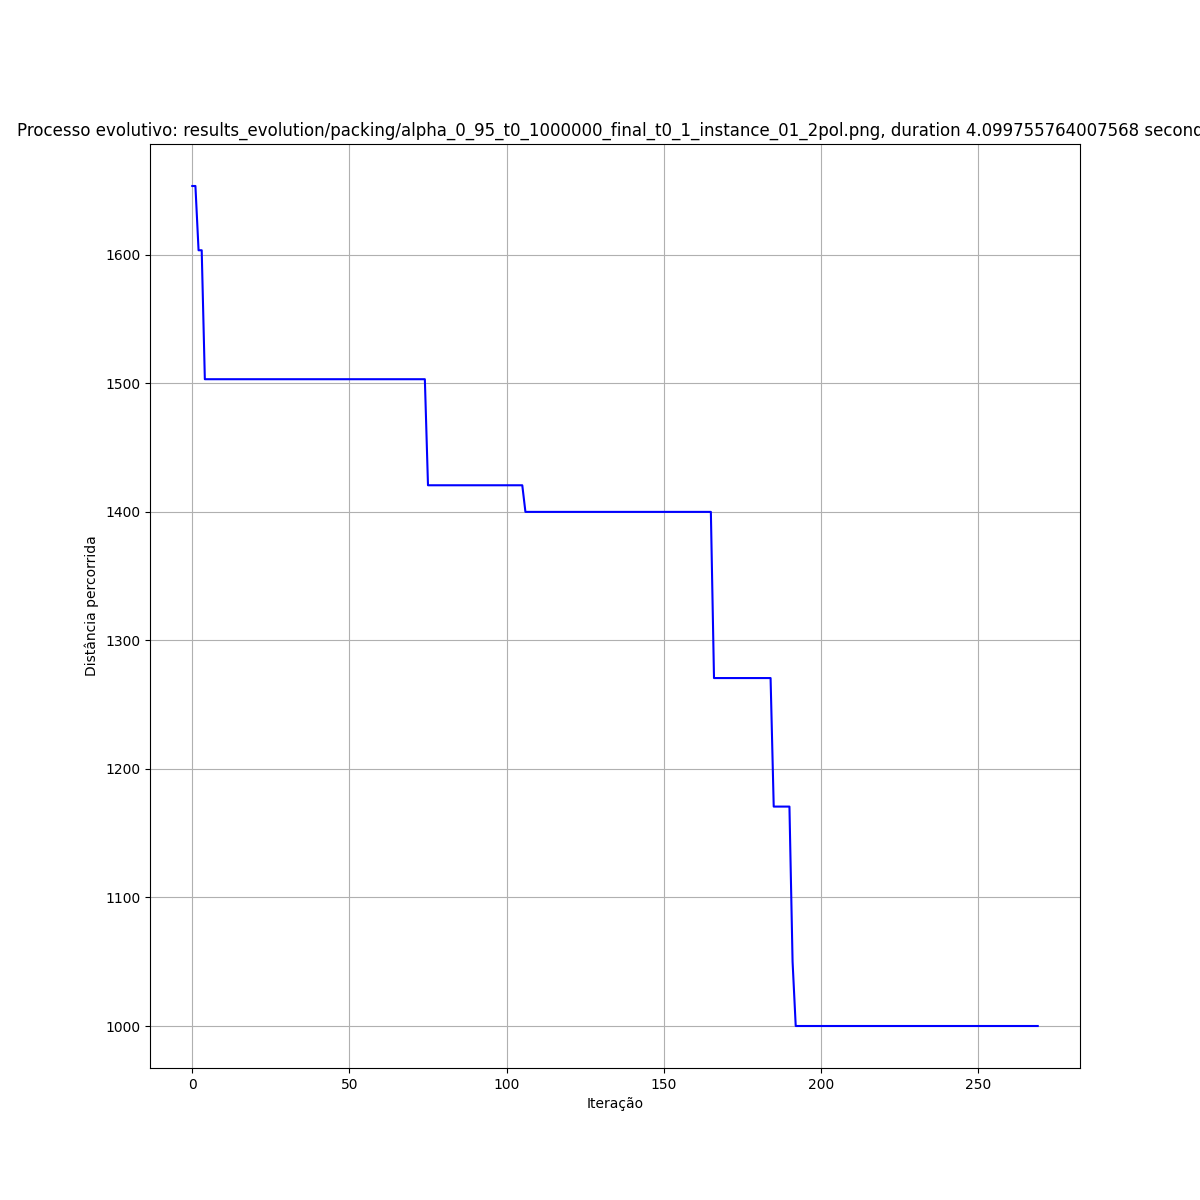 Processo evolutivo: results_evolution/packing/alpha_0_95_t0_1000000_final_t0_1_instance_01_2pol.png, duration 4.099755764007568 second
1600
1500
1400
1300
1200
1100
1000
Distância percorrida
0 50 100 150 200 250
Iteração